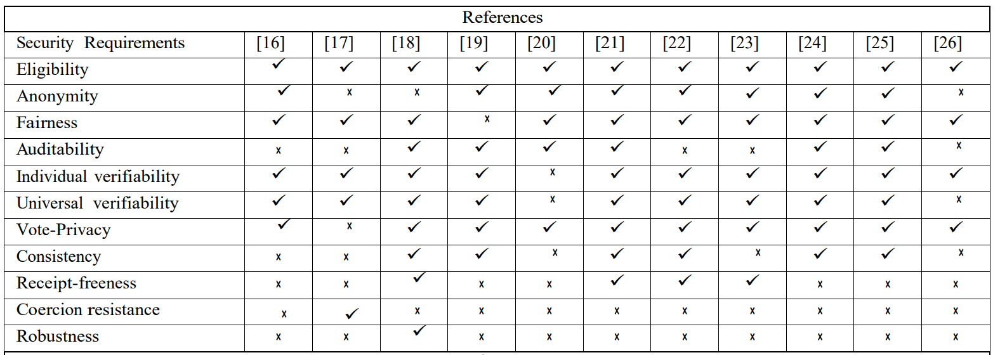 References
Security Requirements [16] [17] [18] [19] [20] [21] [22] [23] [24] [25] [26]
Eligibility ✓ ✓ ✓ ✓ ✓ ✓ ✓ ✓ ✓ ✓ ✓
Anonymity ✓ x x ✓ ✓ ✓ ✓ ✓ ✓ ✓ x
Fairness ✓ ✓ ✓ x ✓ ✓ ✓ ✓ ✓ ✓ ✓
Auditability x x ✓ ✓ ✓ ✓ x x ✓ ✓ x
Individual verifiability ✓ ✓ ✓ ✓ x ✓ ✓ ✓ ✓ ✓ ✓
Universal verifiability ✓ ✓ ✓ ✓ x ✓ ✓ ✓ ✓ ✓ x
Vote-Privacy ✓ x ✓ ✓ ✓ ✓ ✓ ✓ ✓ ✓ ✓
Consistency x x ✓ ✓ x ✓ ✓ x ✓ ✓ x
Receipt-freeness x x ✓ x x ✓ ✓ ✓ x x x
Coercion resistance x ✓ x x x x x x x x x
Robustness x x ✓ x x x x x x x x